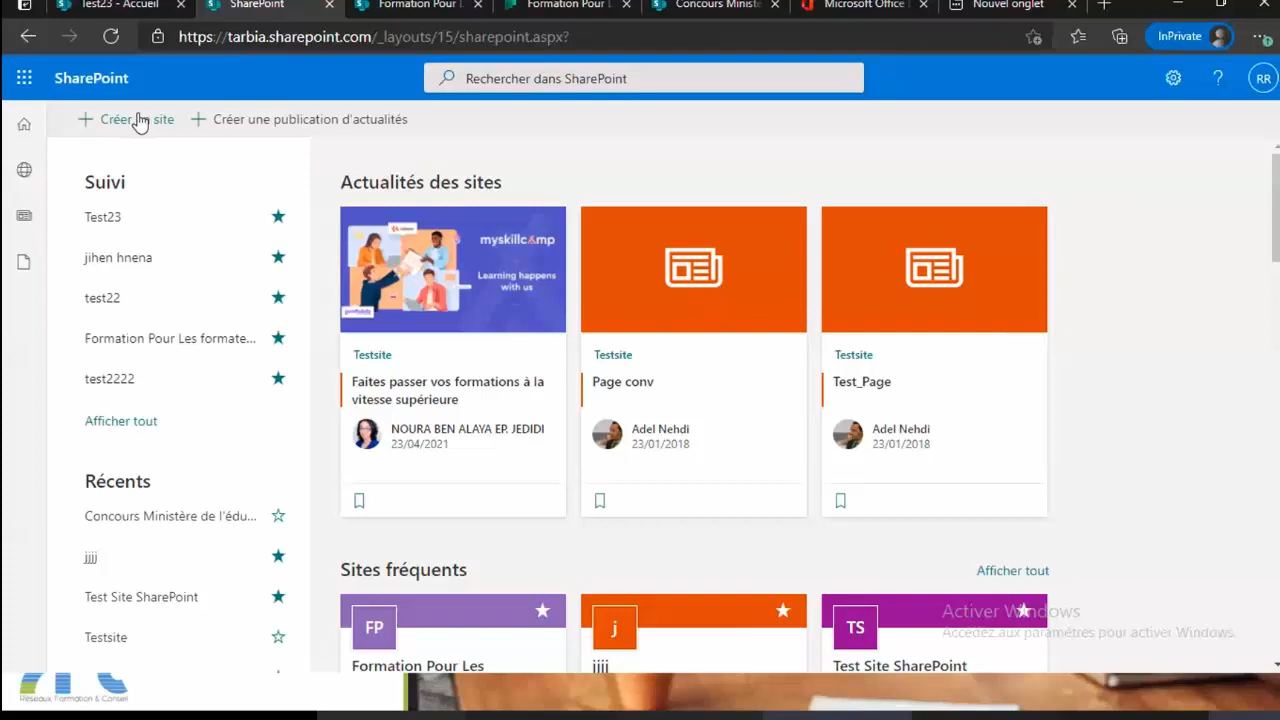 Test23 - Accueil
SharePoint
Formation Pour L
Formation Pour L
Concours Ministè
Microsoft Office
Nouvel onglet
https://tarbia.sharepoint.com/_layouts/15/sharepoint.aspx?
InPrivate
SharePoint
Rechercher dans SharePoint
?
RR
+ Créer un site
+ Créer une publication d'actualités
Suivi
Test23
jihen hnena
test22
Formation Pour Les formate...
test2222
Afficher tout
Récents
Concours Ministère de l'édu...
jjjj
Test Site SharePoint
Testsite
Actualités des sites
myskillcamp
Learning happens
with us
Testsite
Faites passer vos formations à la
vitesse supérieure
NOURA BEN ALAYA EP. JEDIDI
23/04/2021
Testsite
Page conv
Adel Nehdi
23/01/2018
Testsite
Test_Page
Adel Nehdi
23/01/2018
Sites fréquents
Afficher tout
FP
Formation Pour Les
j
jjjj
TS
Test Site SharePoint
Activer Windows
Accédez aux paramètres pour activer Windows.
Réseaux Formation & Conseil